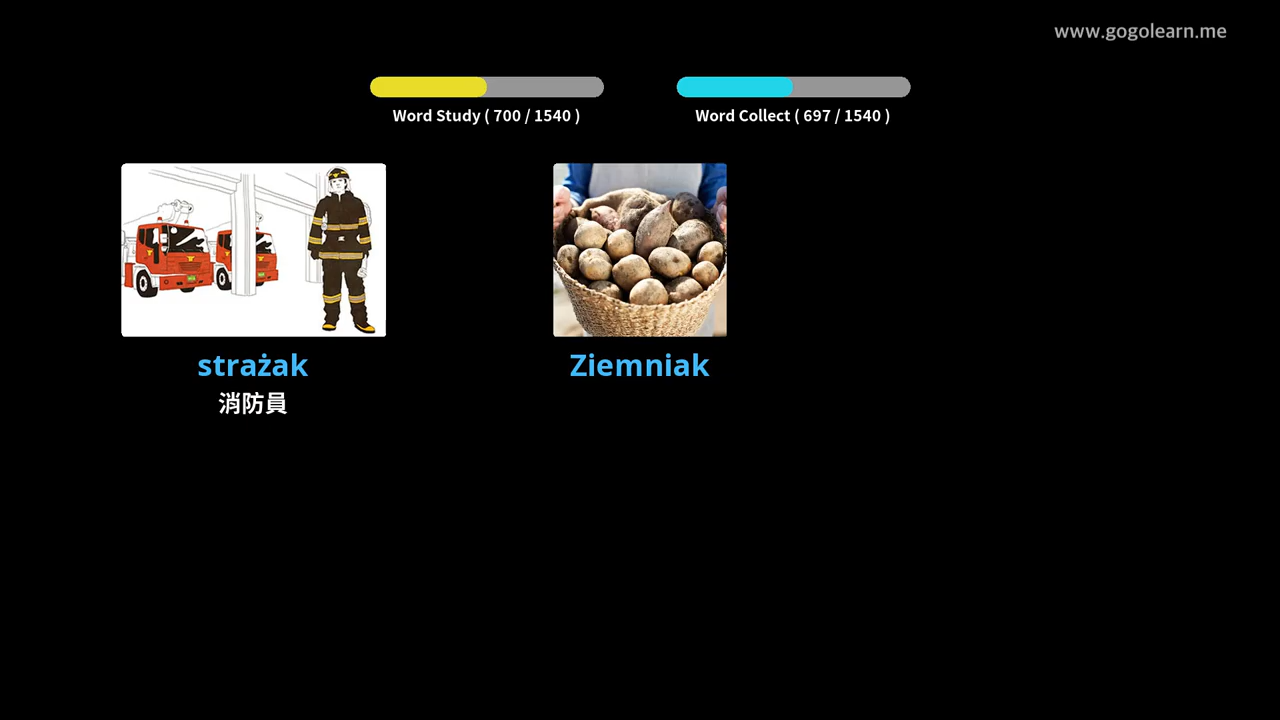 www.gogolearn.me
Word Study ( 700 / 1540 )
Word Collect ( 697 / 1540 )
strażak
消防員
Ziemniak